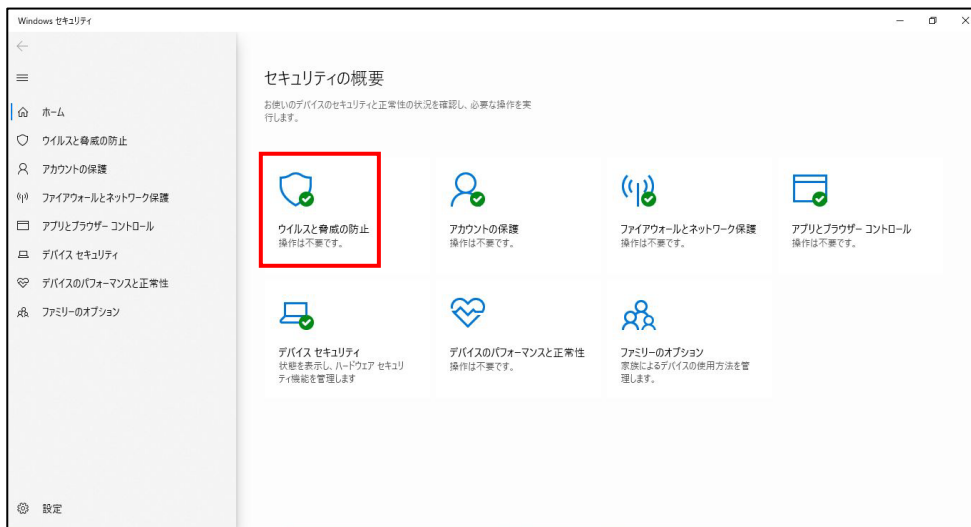 Windows セキュリティ
ホーム
ウイルスと脅威の防止
アカウントの保護
ファイアウォールとネットワーク保護
アプリとブラウザー コントロール
デバイス セキュリティ
デバイスのパフォーマンスと正常性
ファミリーのオプション
設定
セキュリティの概要
お使いのデバイスのセキュリティと正常性の状況を確認し、必要な操作を実
行します。
ウイルスと脅威の防止
操作は不要です。
アカウントの保護
操作は不要です。
ファイアウォールとネットワーク保護
操作は不要です。
アプリとブラウザー コントロール
操作は不要です。
デバイス セキュリティ
状態を表示し、ハードウェア セキュリ
ティ機能を管理します
デバイスのパフォーマンスと正常性
操作は不要です。
ファミリーのオプション
家族によるデバイスの使用方法を管
理します。